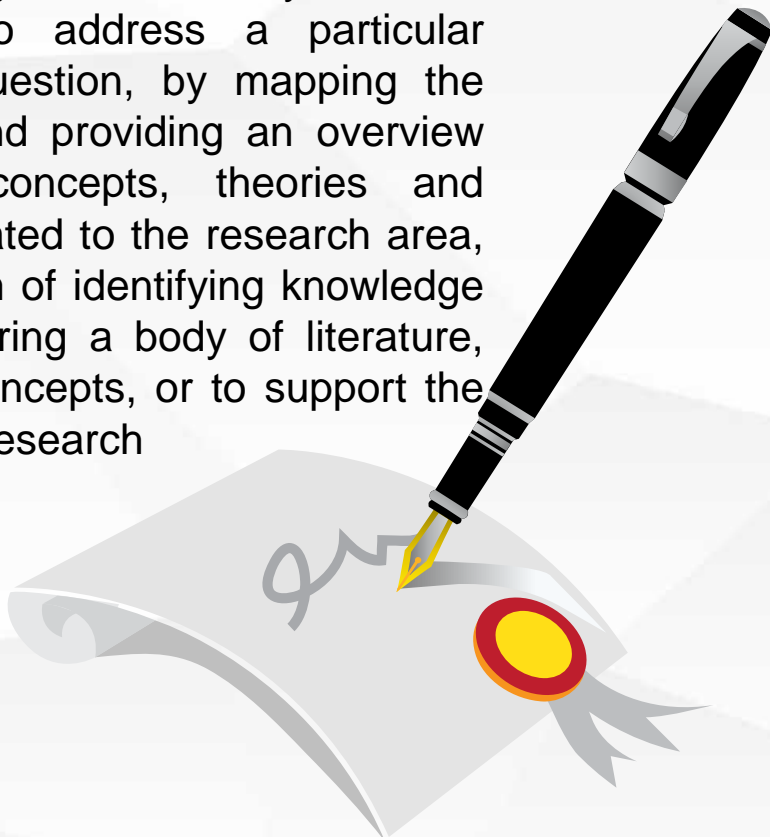 o address a particular
uestion, by mapping the
nd providing an overview
concepts, theories and
ated to the research area,
n of identifying knowledge
ring a body of literature,
ncepts, or to support the
esearch